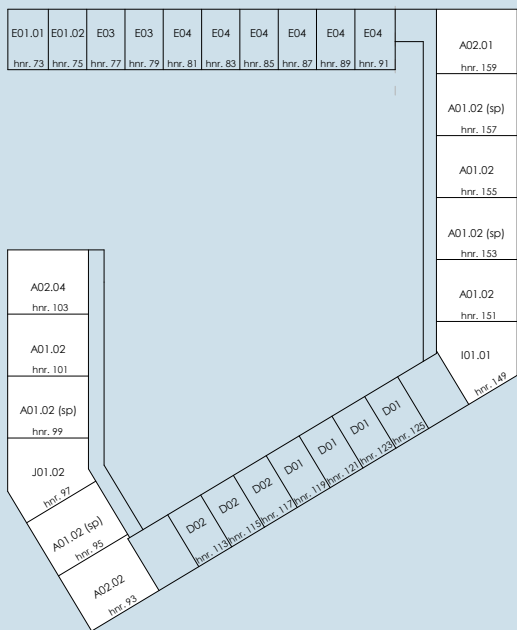 E01.01 E01.02 E03 E03 E04 E04 E04 E04 E04 E04
hnr. 73 hnr. 75 hnr. 77 hnr. 79 hnr. 81 hnr. 83 hnr. 85 hnr. 87 hnr. 89 hnr. 91
A02.01
hnr. 159
A01.02 (sp)
hnr. 157
A01.02
hnr. 155
A01.02 (sp)
hnr. 153
A01.02
hnr. 151
I01.01
hnr. 149
A02.04
hnr. 103
A01.02
hnr. 101
A01.02 (sp)
hnr. 99
J01.02
hnr. 97
A01.02 (sp)
hnr. 95
A02.02
hnr. 93
D02
hnr. 113
D02
hnr. 115
D02
hnr. 117
D01
hnr. 119
D01
hnr. 121
D01
hnr. 123
D01
hnr. 125